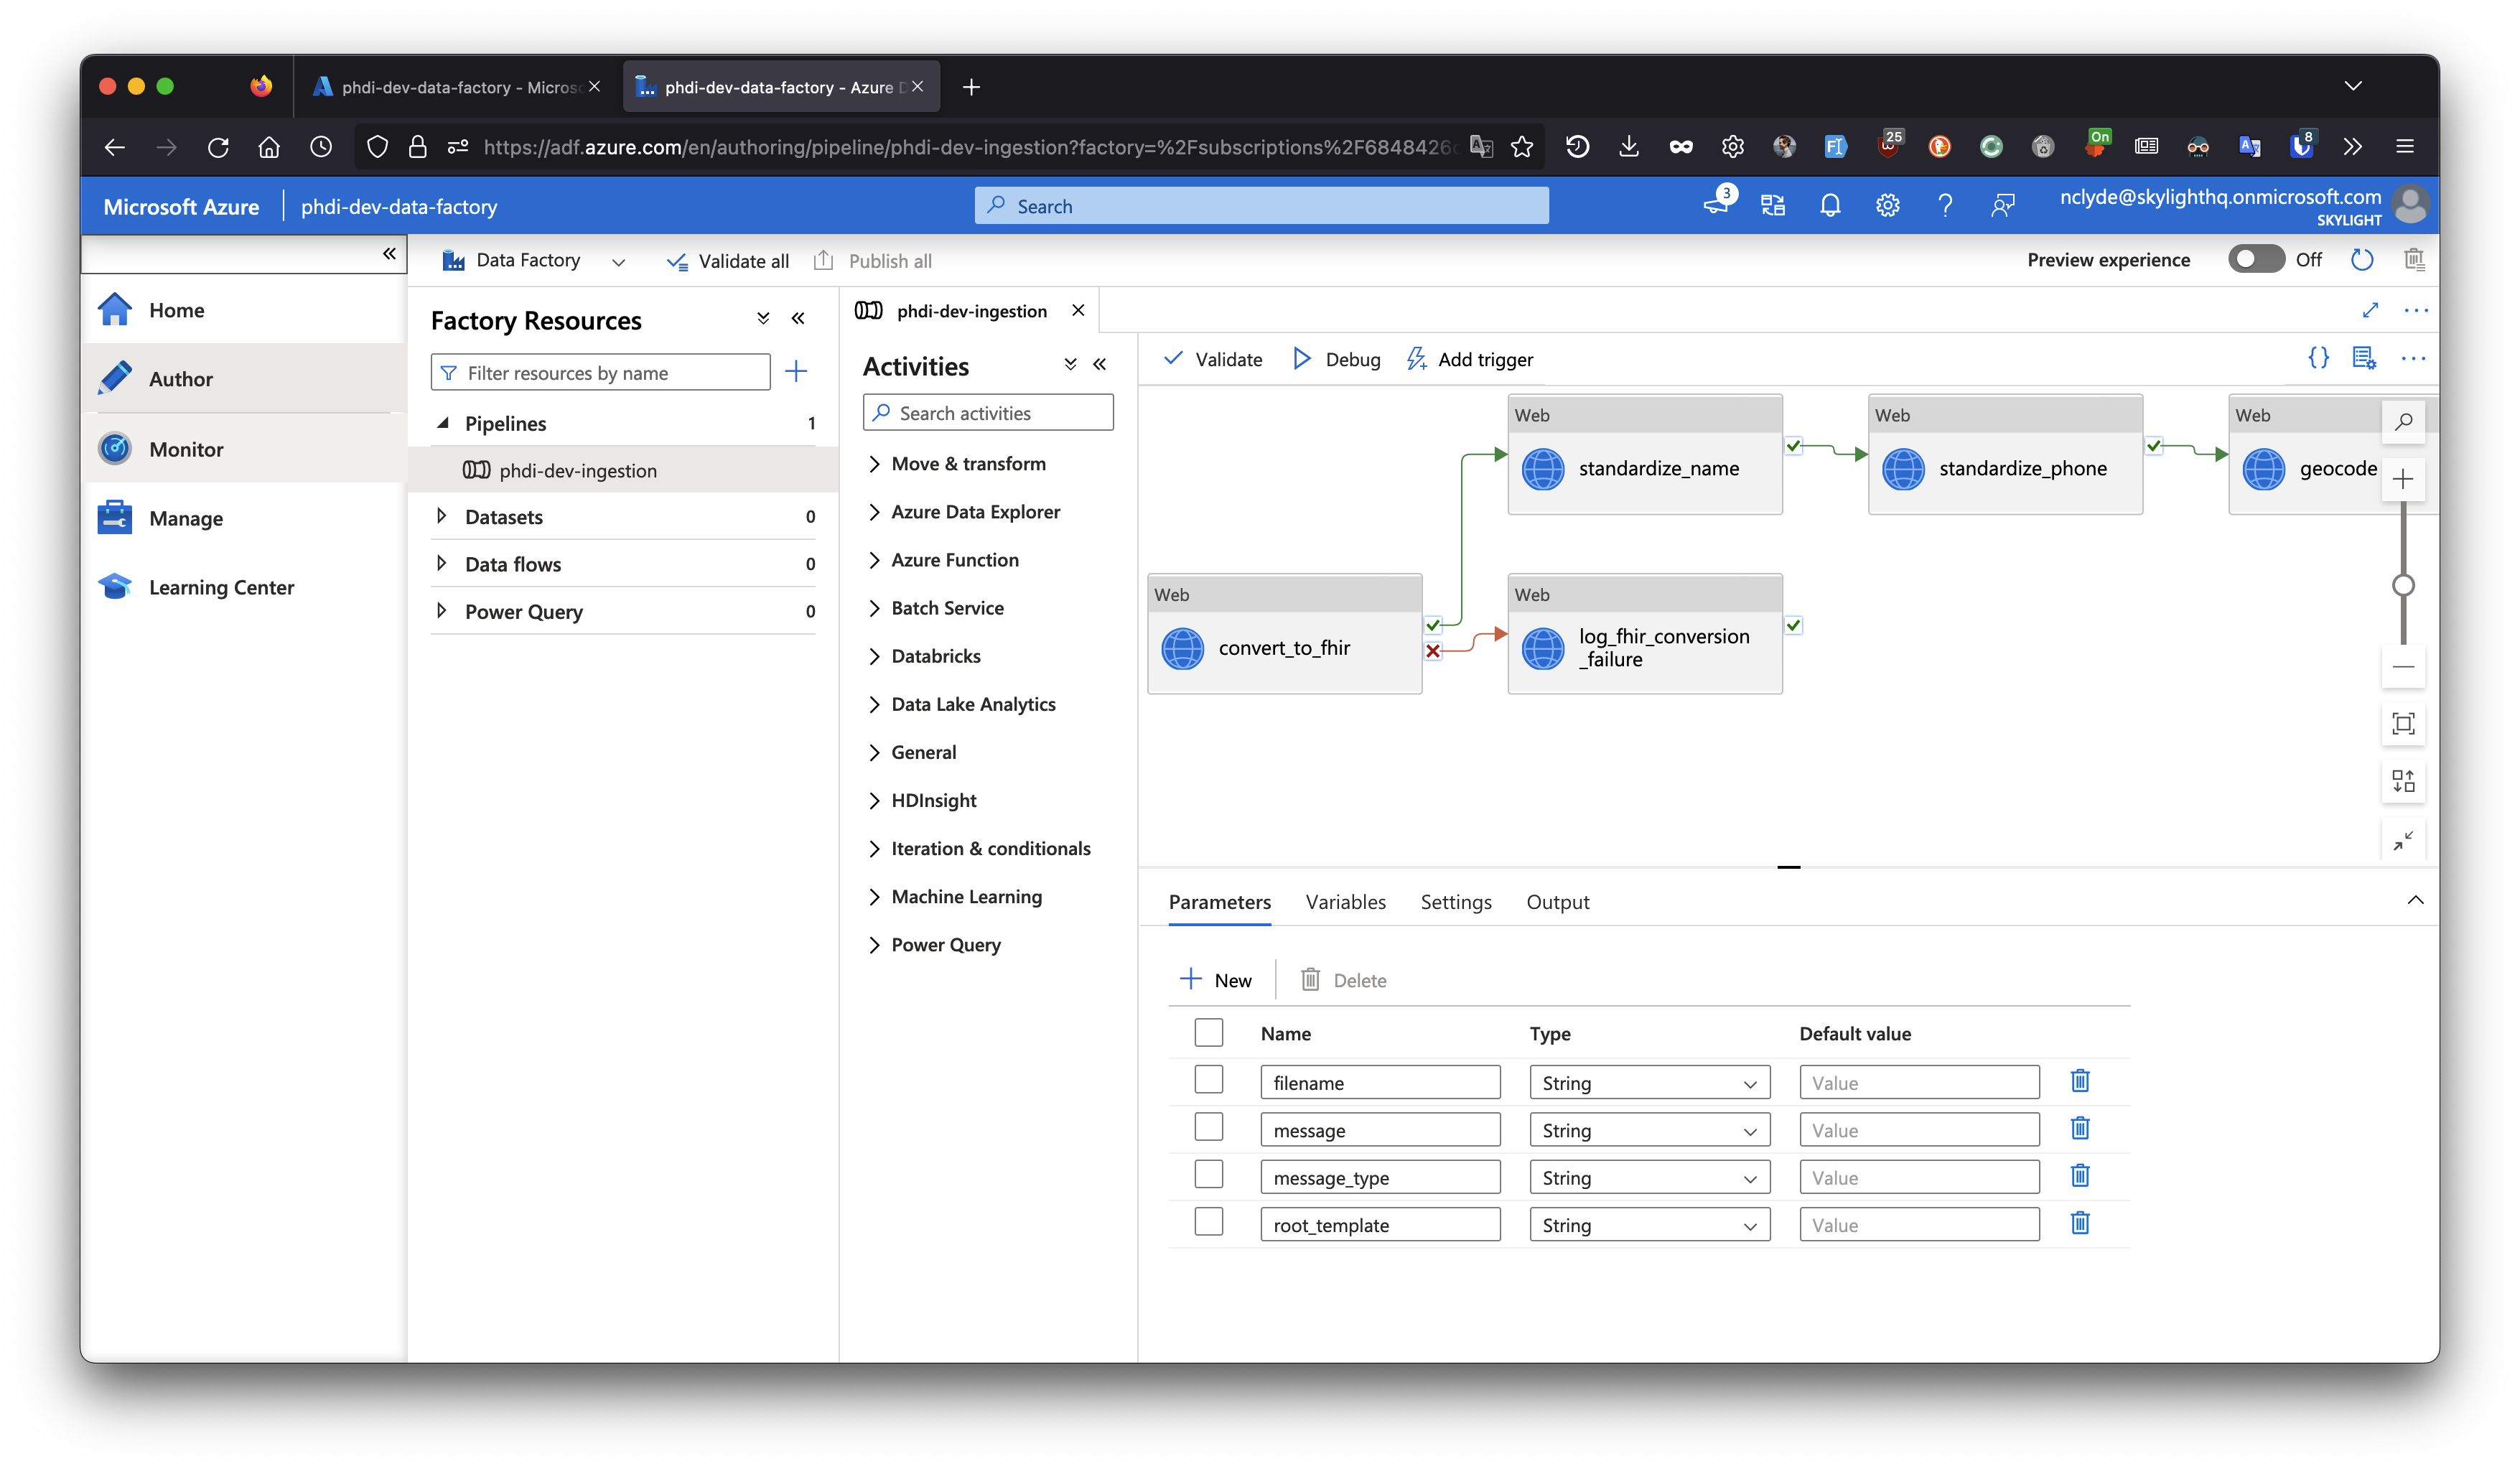 phdi-dev-data-factory - Micros
phdi-dev-data-factory - Azure D
https://adf.azure.com/en/authoring/pipeline/phdi-dev-ingestion?factory=%2Fsubscriptions%2F6848426
25
On
8
Microsoft Azure
phdi-dev-data-factory
Search
3
nclyde@skylighthq.onmicrosoft.com
SKYLIGHT
Data Factory
Validate all
Publish all
Preview experience
Off
Home
Author
Monitor
Manage
Learning Center
Factory Resources
Filter resources by name
Pipelines 1
phdi-dev-ingestion
Datasets 0
Data flows 0
Power Query 0
phdi-dev-ingestion
Activities
Search activities
Move & transform
Azure Data Explorer
Azure Function
Batch Service
Databricks
Data Lake Analytics
General
HDInsight
Iteration & conditionals
Machine Learning
Power Query
Validate
Debug
Add trigger
Web
standardize_name
Web
standardize_phone
Web
geocode
Web
convert_to_fhir
Web
log_fhir_conversion
_failure
Parameters
Variables
Settings
Output
New
Delete
Name Type Default value
filename String Value
message String Value
message_type String Value
root_template String Value